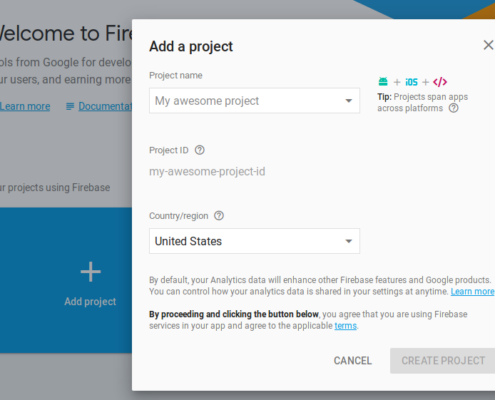 Welcome to Fire
ols from Google for develo
ur users, and earning more
Learn more
Documentat
ur projects using Firebase
Add project
Add a project
Project name
My awesome project
+ iOS + </>
Tip: Projects span apps
across platforms
Project ID
my-awesome-project-id
Country/region
United States
By default, your Analytics data will enhance other Firebase features and Google products.
You can control how your analytics data is shared in your settings at anytime. Learn more
By proceeding and clicking the button below, you agree that you are using Firebase
services in your app and agree to the applicable terms.
CANCEL
CREATE PROJECT